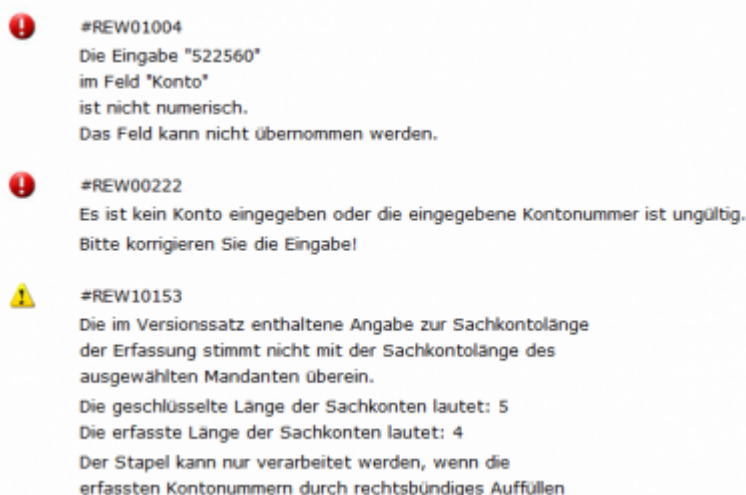 #REW01004
Die Eingabe "522560"
im Feld "Konto"
ist nicht numerisch.
Das Feld kann nicht übernommen werden.
#REW00222
Es ist kein Konto eingegeben oder die eingegebene Kontonummer ist ungültig.
Bitte korrigieren Sie die Eingabe!
#REW10153
Die im Versionssatz enthaltene Angabe zur Sachkontolänge
der Erfassung stimmt nicht mit der Sachkontolänge des
ausgewählten Mandanten überein.
Die geschlüsselte Länge der Sachkonten lautet: 5
Die erfasste Länge der Sachkonten lautet: 4
Der Stapel kann nur verarbeitet werden, wenn die
erfassten Kontonummern durch rechtsbündiges Auffüllen